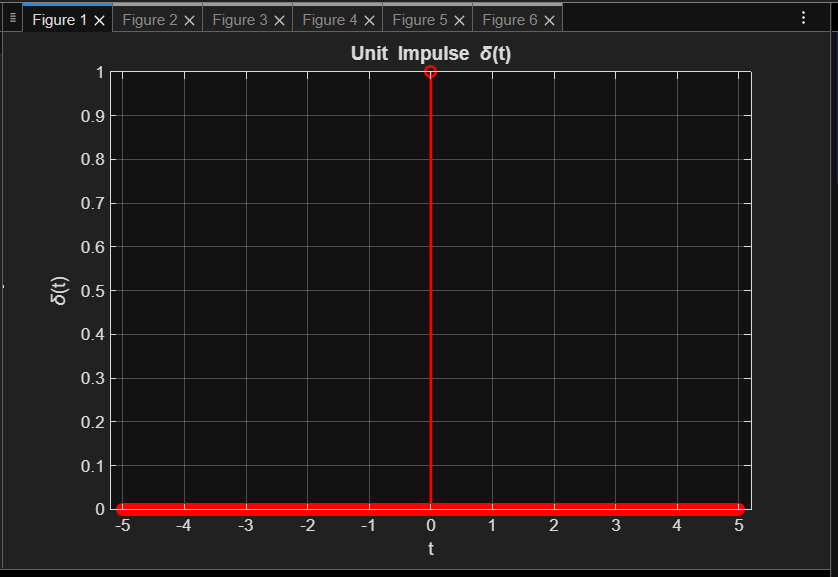 Figure 1 × Figure 2 × Figure 3 × Figure 4 × Figure 5 × Figure 6 ×
Unit Impulse δ(t)
1
0.9
0.8
0.7
0.6
0.5
δ(t)
0.4
0.3
0.2
0.1
0
-5 -4 -3 -2 -1 0 1 2 3 4 5
t